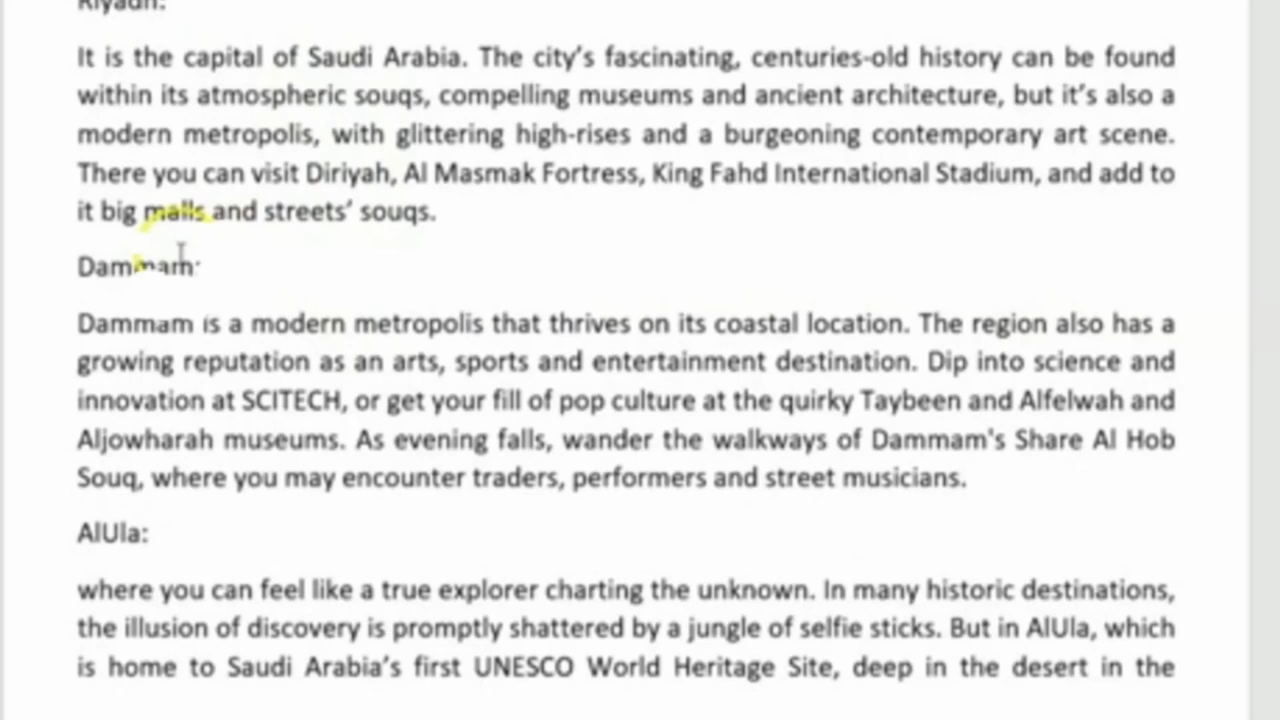 Riyadh:
It is the capital of Saudi Arabia. The city’s fascinating, centuries-old history can be found
within its atmospheric souqs, compelling museums and ancient architecture, but it’s also a
modern metropolis, with glittering high-rises and a burgeoning contemporary art scene.
There you can visit Diriyah, Al Masmak Fortress, King Fahd International Stadium, and add to
it big malls and streets’ souqs.
Dammam:
Dammam is a modern metropolis that thrives on its coastal location. The region also has a
growing reputation as an arts, sports and entertainment destination. Dip into science and
innovation at SCITECH, or get your fill of pop culture at the quirky Taybeen and Alfelwah and
Aljowharah museums. As evening falls, wander the walkways of Dammam's Share Al Hob
Souq, where you may encounter traders, performers and street musicians.
AlUla:
where you can feel like a true explorer charting the unknown. In many historic destinations,
the illusion of discovery is promptly shattered by a jungle of selfie sticks. But in AlUla, which
is home to Saudi Arabia’s first UNESCO World Heritage Site, deep in the desert in the